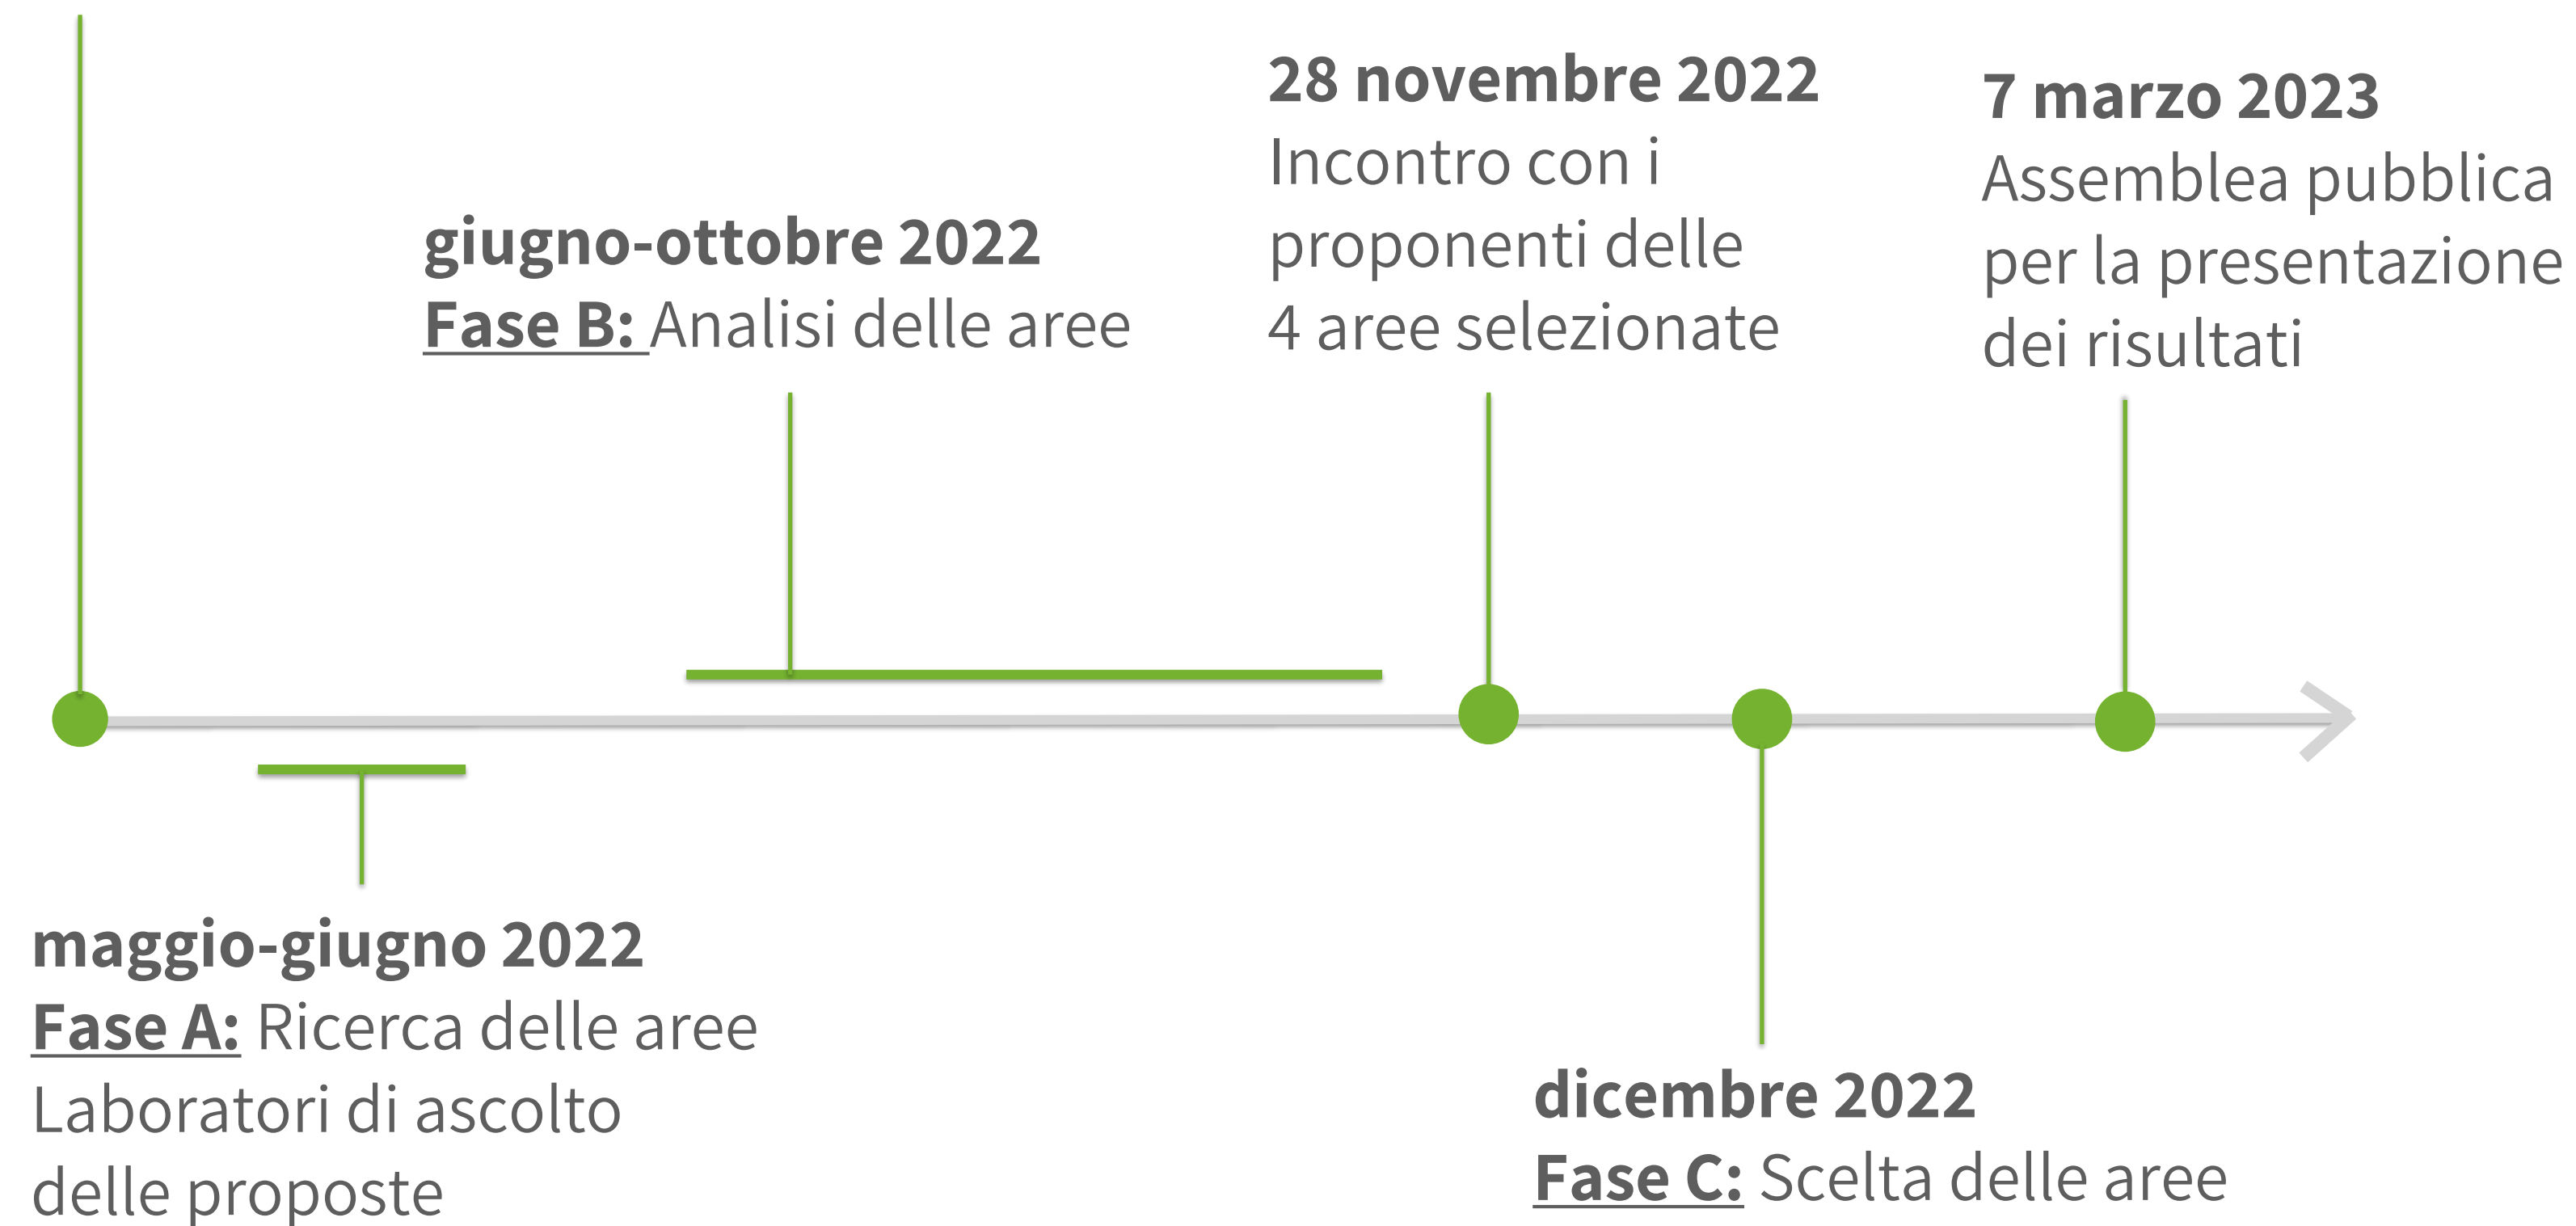 28 novembre 2022
Incontro con i
proponenti delle
4 aree selezionate
7 marzo 2023
Assemblea pubblica
per la presentazione
dei risultati
giugno-ottobre 2022
Fase B: Analisi delle aree
maggio-giugno 2022
Fase A: Ricerca delle aree
Laboratori di ascolto
delle proposte
dicembre 2022
Fase C: Scelta delle aree